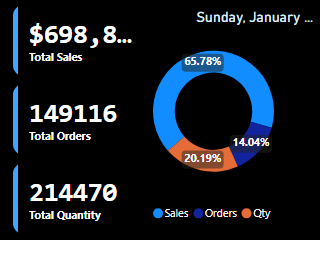 Sunday, January ...
$698,8...
Total Sales
149116
Total Orders
214470
Total Quantity
65.78%
14.04%
20.19%
Sales Orders Qty